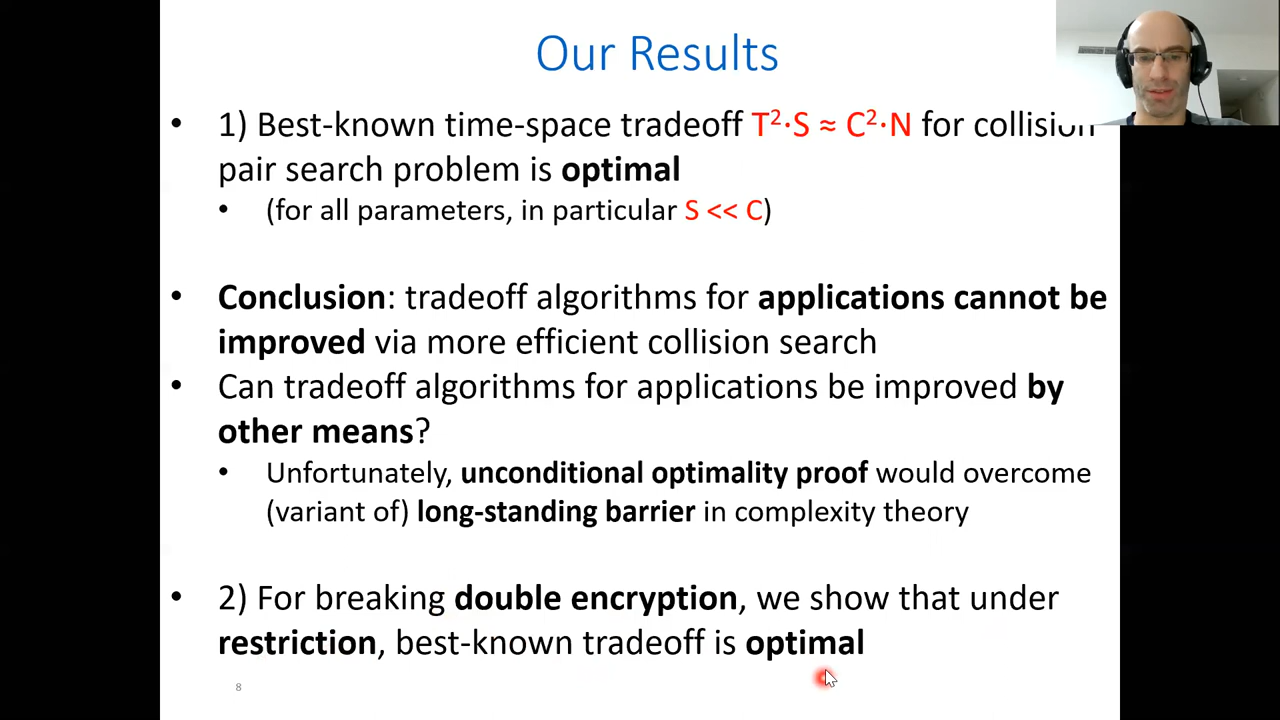 Our Results
• 1) Best-known time-space tradeoff T²·S ≈ C²·N for collision
pair search problem is optimal
• (for all parameters, in particular S << C)
• Conclusion: tradeoff algorithms for applications cannot be
improved via more efficient collision search
• Can tradeoff algorithms for applications be improved by
other means?
• Unfortunately, unconditional optimality proof would overcome
(variant of) long-standing barrier in complexity theory
• 2) For breaking double encryption, we show that under
restriction, best-known tradeoff is optimal
8